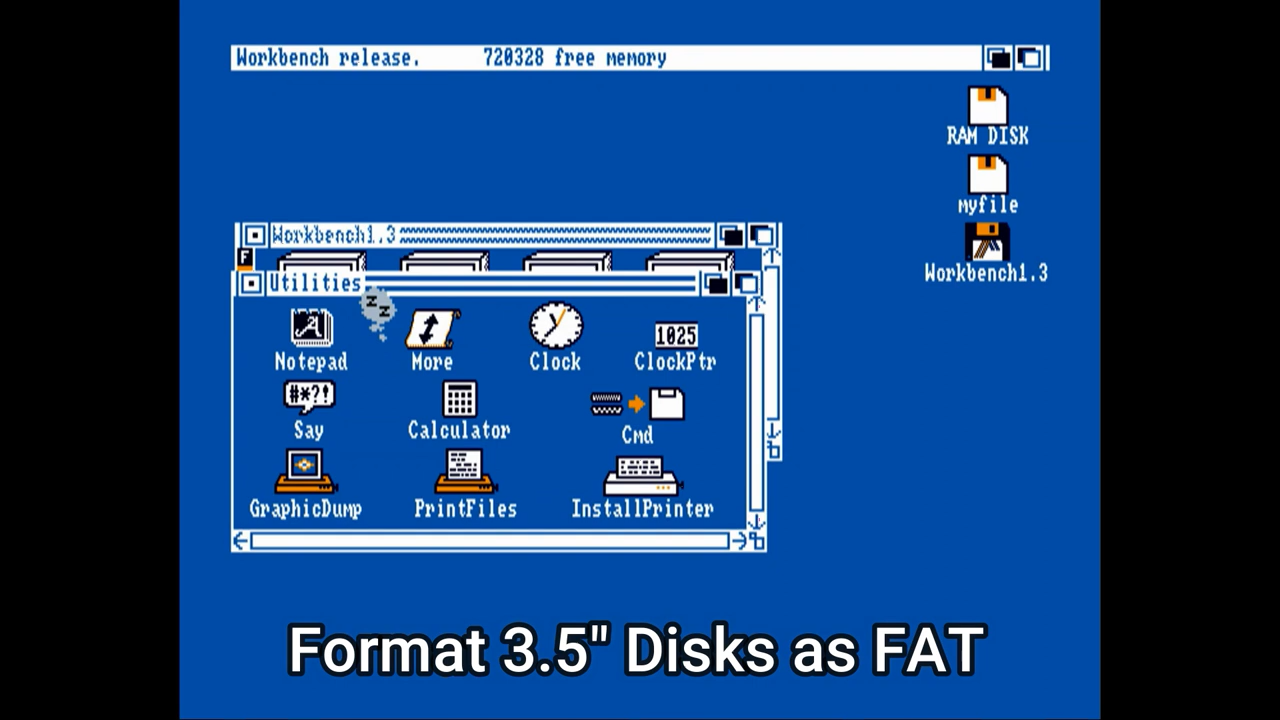 Workbench release. 720328 free memory
RAM DISK
myfile
Workbench1.3
Workbench1.3
F
Utilities
Z Z
Notepad
More
Clock
1025
ClockPtr
#*?!
Say
Calculator
Cmd
GraphicDump
PrintFiles
InstallPrinter
Format 3.5" Disks as FAT